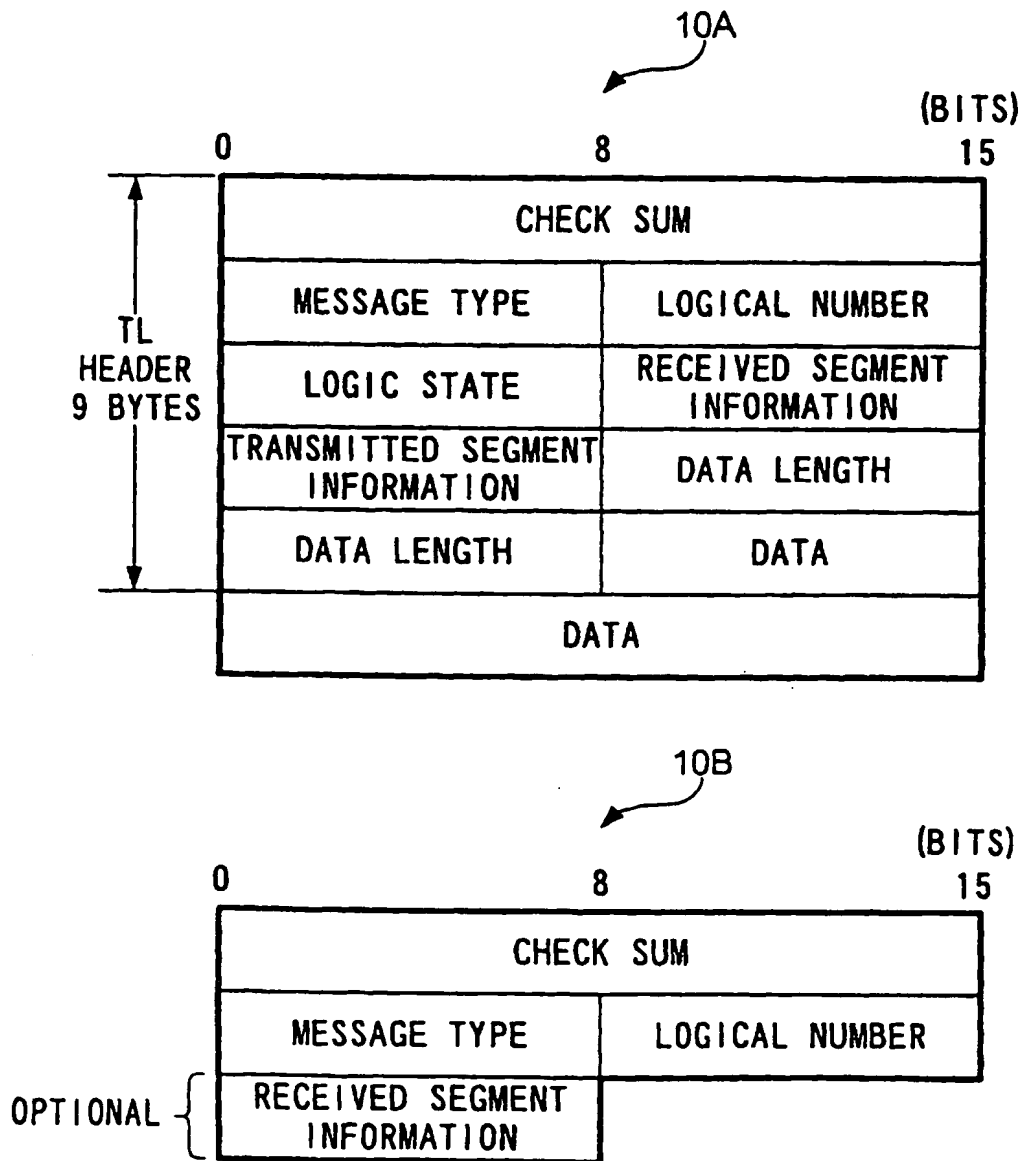 10A
(BITS)
0 8 15
CHECK SUM
MESSAGE TYPE LOGICAL NUMBER
TL
HEADER
9 BYTES
LOGIC STATE RECEIVED SEGMENT
INFORMATION
TRANSMITTED SEGMENT
INFORMATION DATA LENGTH
DATA LENGTH DATA
DATA
10B
(BITS)
0 8 15
CHECK SUM
MESSAGE TYPE LOGICAL NUMBER
OPTIONAL
RECEIVED SEGMENT
INFORMATION